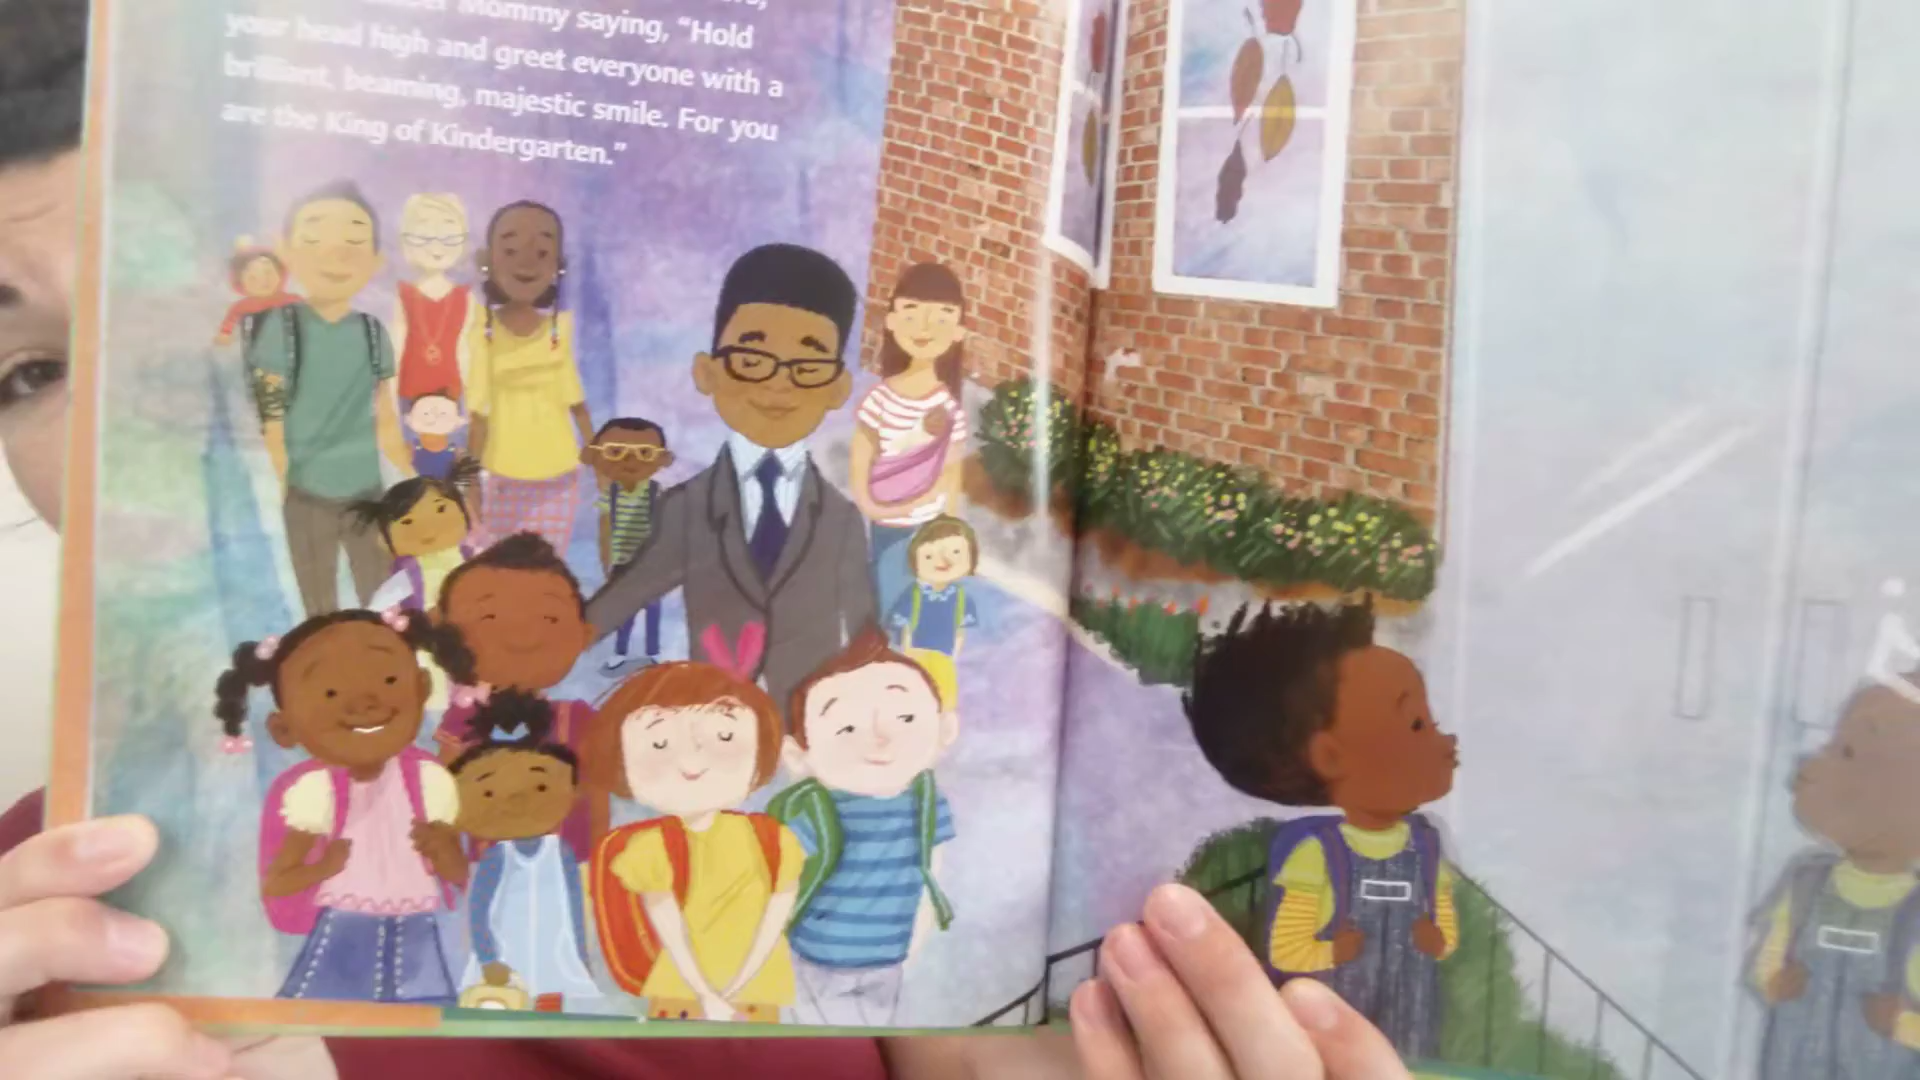 Mommy saying, “Hold
your head high and greet everyone with a
brilliant, beaming, majestic smile. For you
are the King of Kindergarten.”